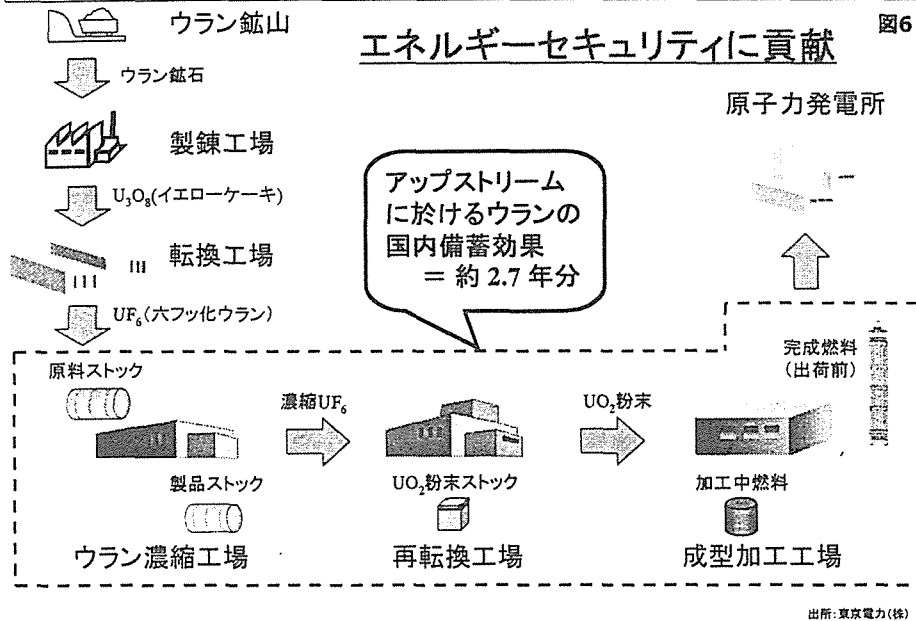 図6
エネルギーセキュリティに貢献
ウラン鉱山
ウラン鉱石
製錬工場
U₃O₈(イエローケーキ)
転換工場
UF₆(六フッ化ウラン)
アップストリーム
に於けるウランの
国内備蓄効果
＝ 約 2.7 年分
原子力発電所
原料ストック
濃縮UF₆
UO₂粉末
完成燃料
(出荷前)
製品ストック
UO₂粉末ストック
加工中燃料
ウラン濃縮工場
再転換工場
成型加工工場
出所:東京電力(株)